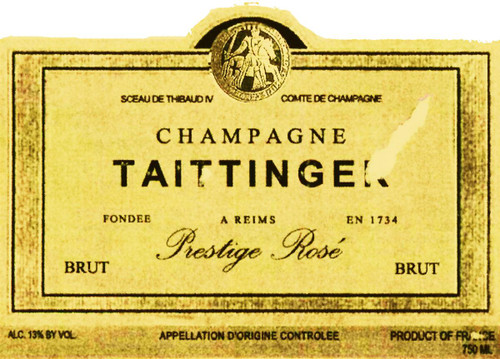 SCEAU DE THIBAUD IV COMTE DE CHAMPAGNE
CHAMPAGNE
TAITTINGER
FONDEE A REIMS EN 1734
Prestige Rosé
BRUT BRUT
ALC. 13% BY VOL. APPELLATION D'ORIGINE CONTROLEE PRODUCT OF FRANCE
750 ML